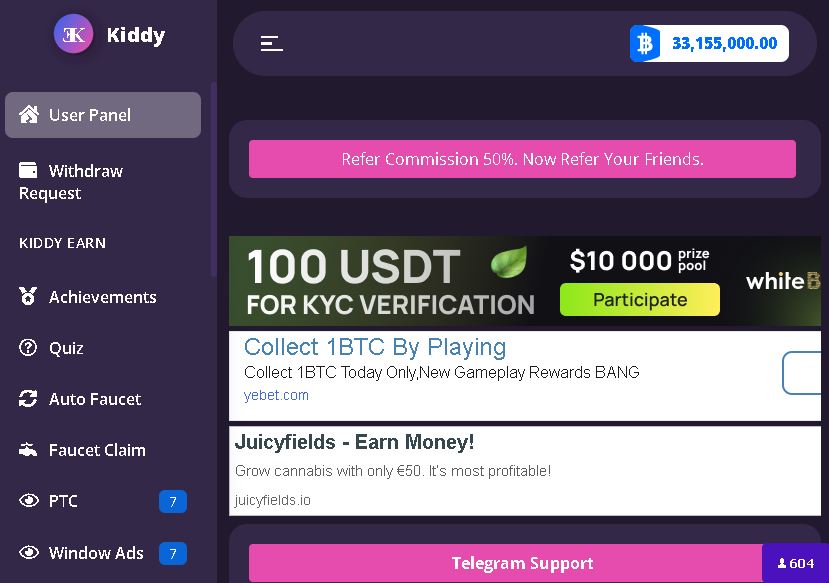 EK Kiddy
33,155,000.00
User Panel
Withdraw
Request
KIDDY EARN
Achievements
Quiz
Auto Faucet
Faucet Claim
PTC 7
Window Ads 7
Refer Commission 50%. Now Refer Your Friends.
100 USDT
FOR KYC VERIFICATION
$10 000 prize
pool
Participate
whiteB
Collect 1BTC By Playing
Collect 1BTC Today Only,New Gameplay Rewards BANG
yebet.com
Juicyfields - Earn Money!
Grow cannabis with only €50. It's most profitable!
juicyfields.io
Telegram Support
604